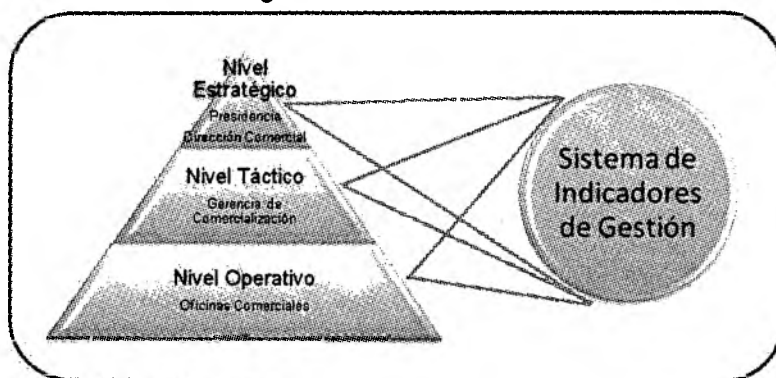 Nivel
Estratégico
Presidencia
Dirección Comercial
Nivel Táctico
Gerencia de
Comercialización
Nivel Operativo
Oficinas Comerciales
Sistema de
Indicadores
de Gestión